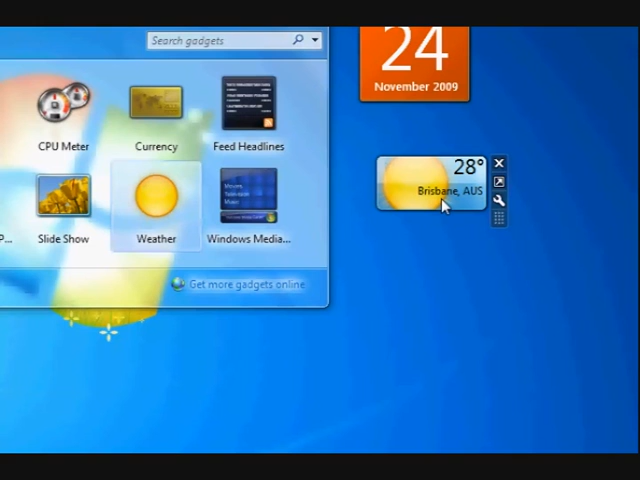 Search gadgets
24
November 2009
CPU Meter
Currency
Feed Headlines
28°
Brisbane, AUS
P...
Slide Show
Weather
Windows Media...
Get more gadgets online